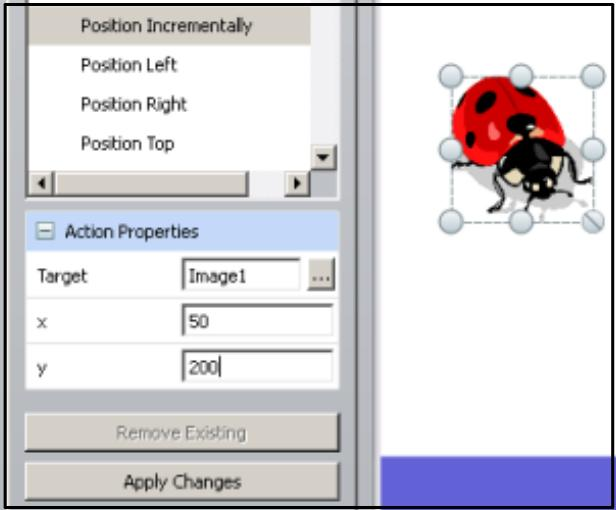 Position Incrementally
Position Left
Position Right
Position Top
Action Properties
Target Image1 ...
x 50
y 200
Remove Existing
Apply Changes